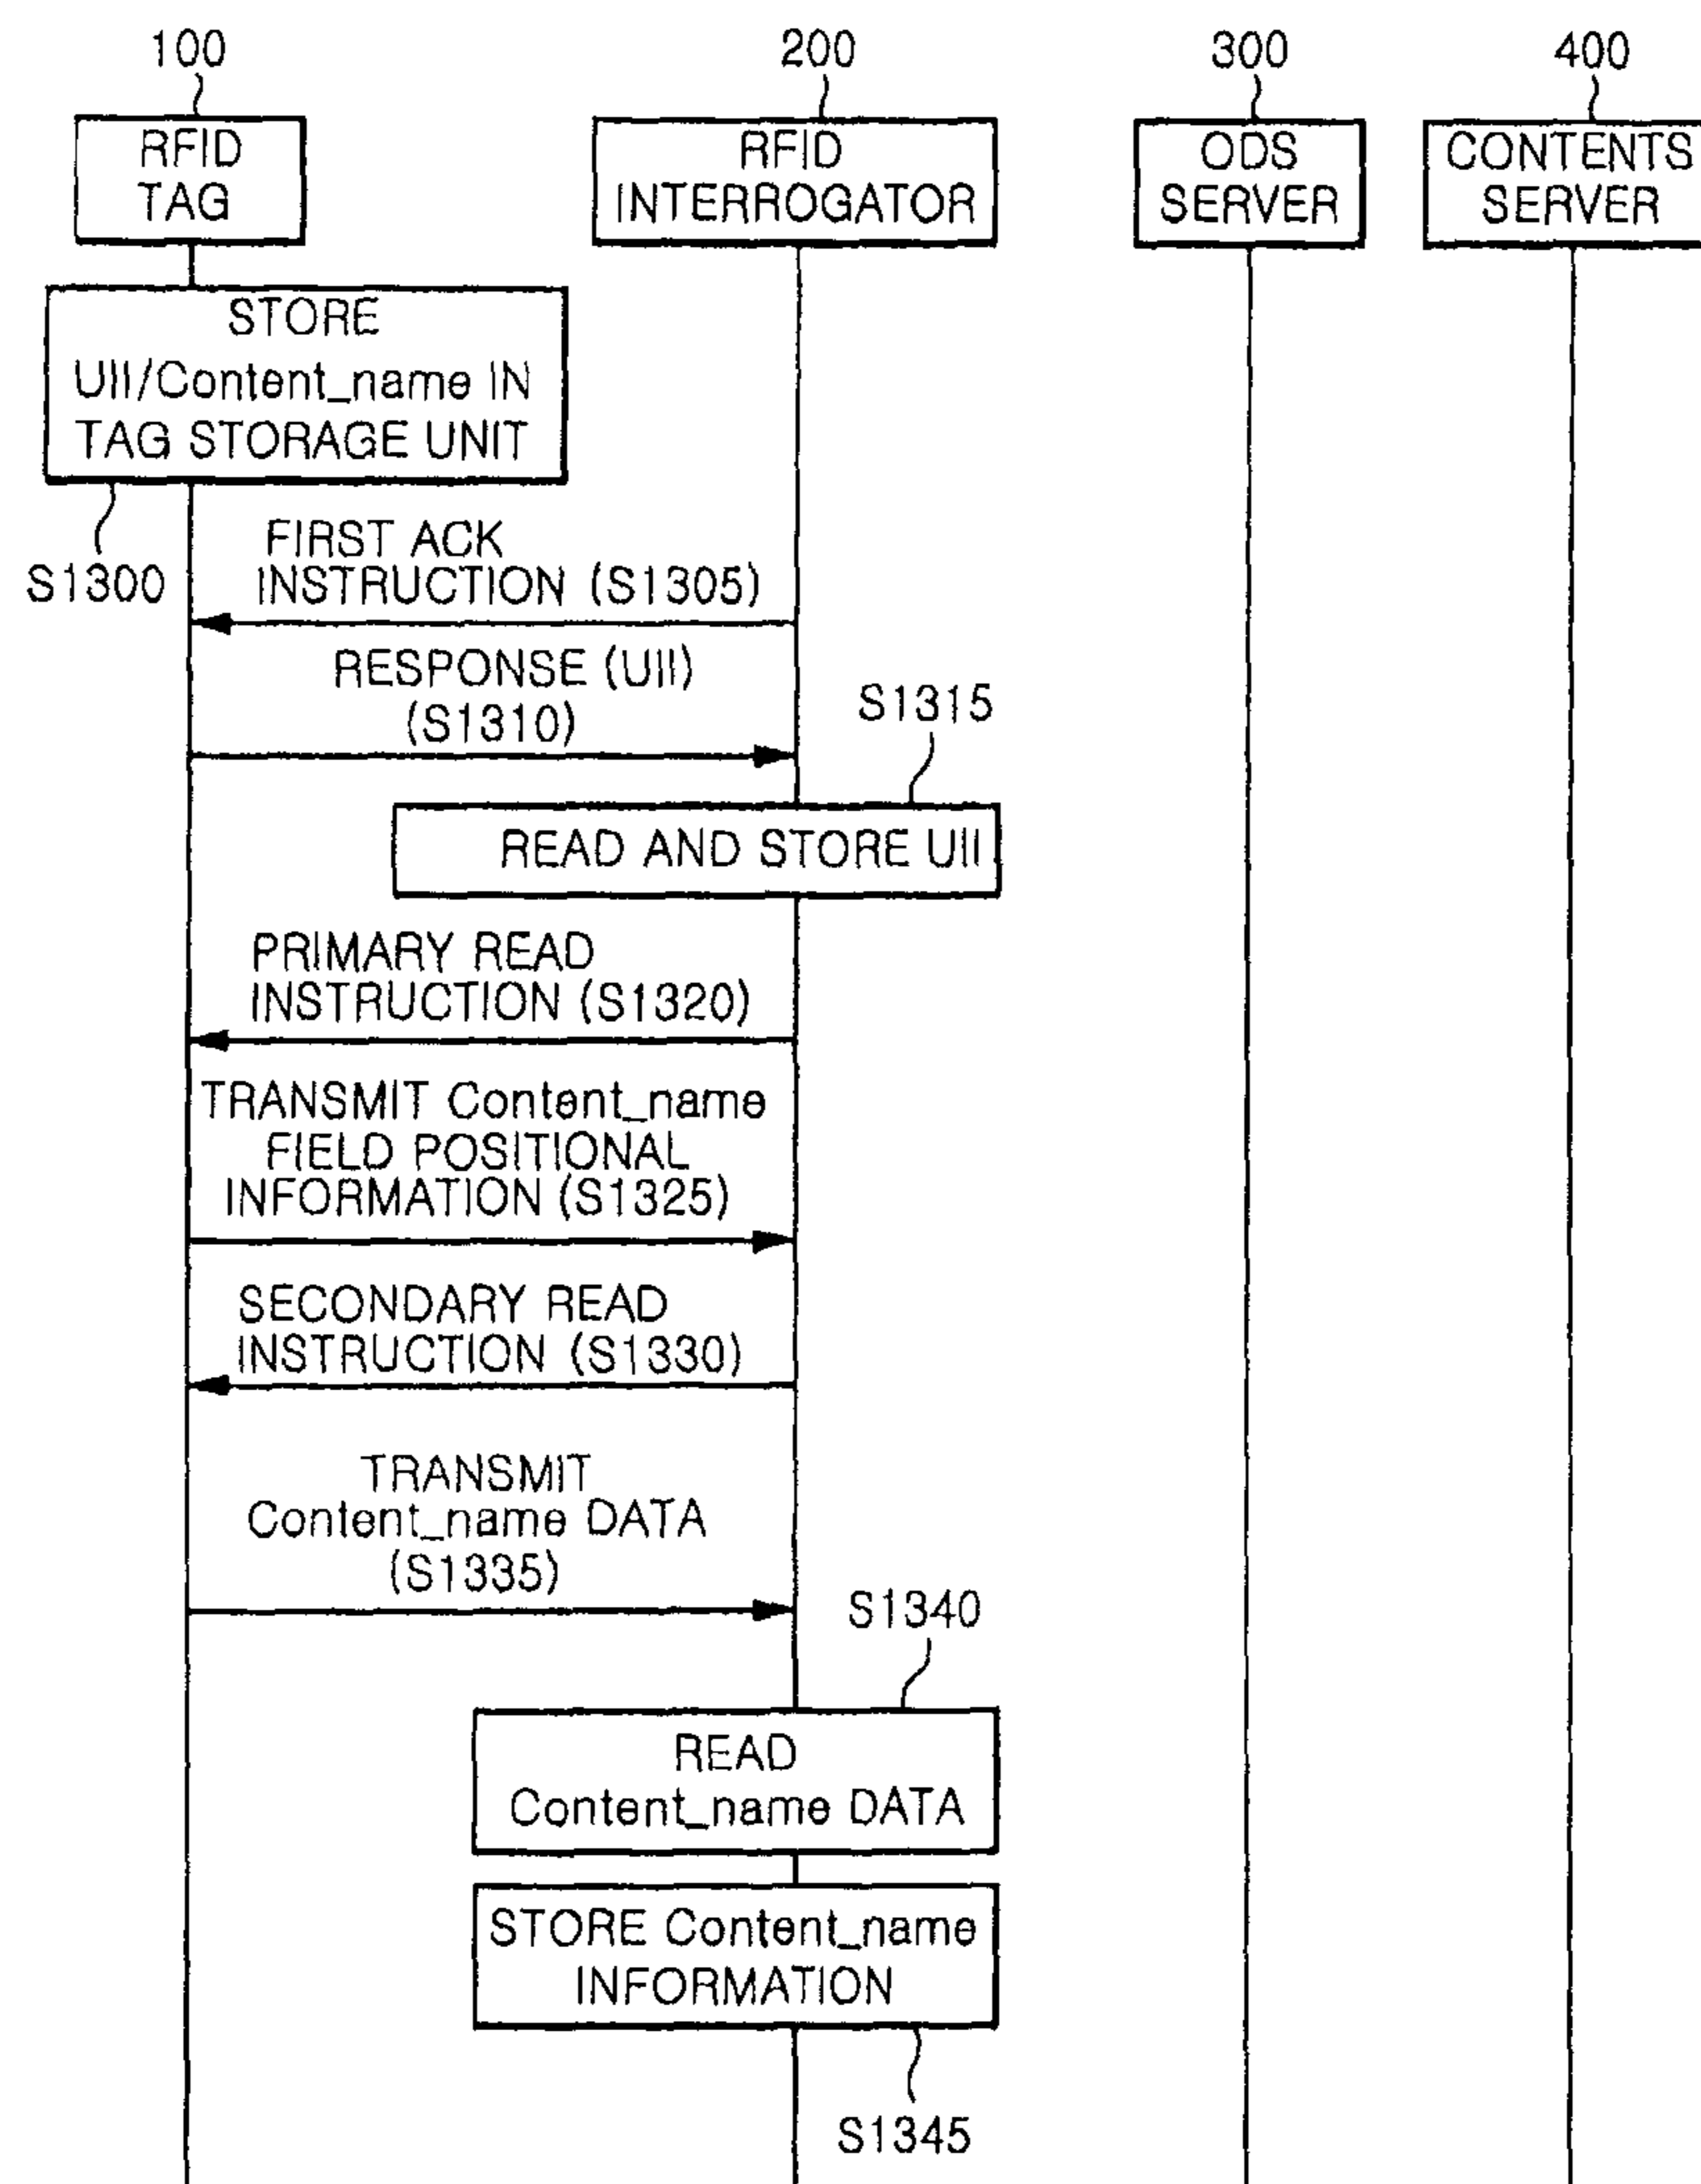 100
200
300
400
RFID
TAG
RFID
INTERROGATOR
ODS
SERVER
CONTENTS
SERVER
STORE
UII/Content_name IN
TAG STORAGE UNIT
S1300
FIRST ACK
INSTRUCTION (S1305)
RESPONSE (UII)
(S1310)
S1315
READ AND STORE UII
PRIMARY READ
INSTRUCTION (S1320)
TRANSMIT Content_name
FIELD POSITIONAL
INFORMATION (S1325)
SECONDARY READ
INSTRUCTION (S1330)
TRANSMIT
Content_name DATA
(S1335)
S1340
READ
Content_name DATA
STORE Content_name
INFORMATION
S1345